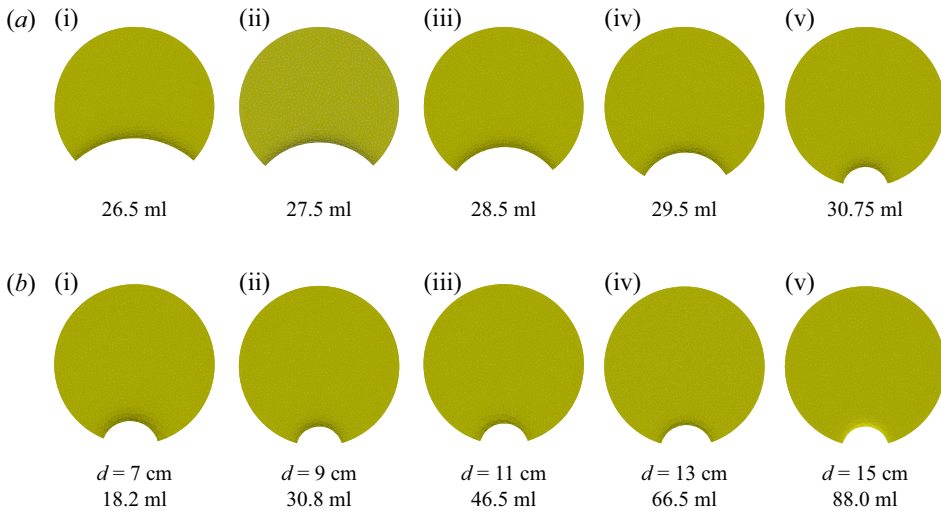 (a) (i) (ii) (iii) (iv) (v)
26.5 ml 27.5 ml 28.5 ml 29.5 ml 30.75 ml
(b) (i) (ii) (iii) (iv) (v)
d = 7 cm d = 9 cm d = 11 cm d = 13 cm d = 15 cm
18.2 ml 30.8 ml 46.5 ml 66.5 ml 88.0 ml